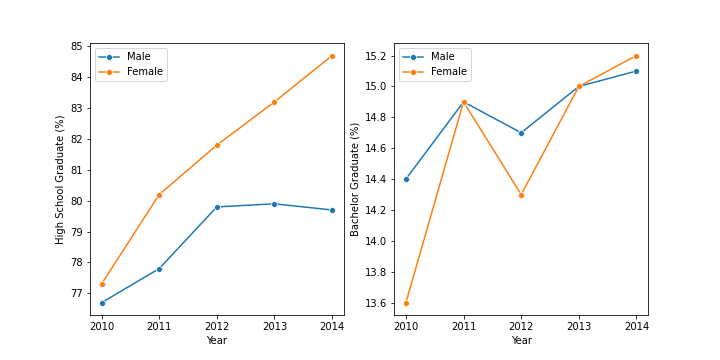 85
84
83
82
81
80
79
78
77
High School Graduate (%)
Male
Female
2010 2011 2012 2013 2014
Year
15.2
15.0
14.8
14.6
14.4
14.2
14.0
13.8
13.6
Bachelor Graduate (%)
Male
Female
2010 2011 2012 2013 2014
Year